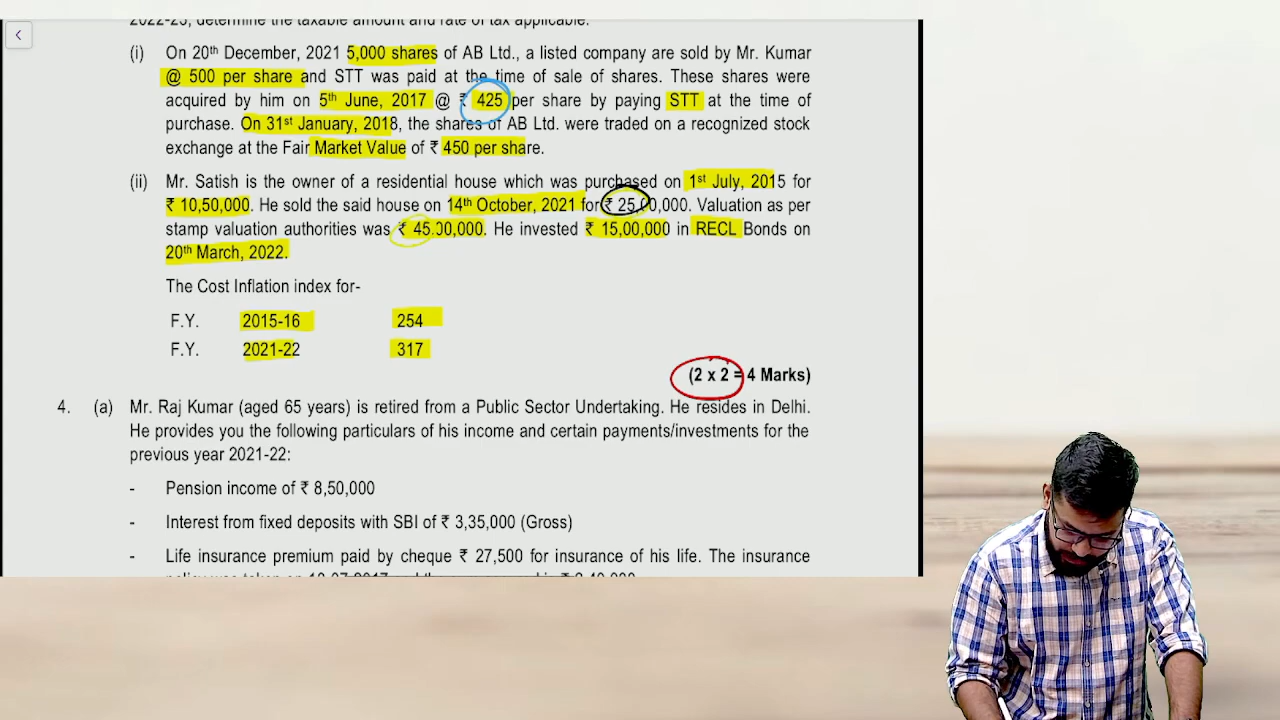 2022-23, determine the taxable amount and rate of tax applicable:
(i) On 20th December, 2021 5,000 shares of AB Ltd., a listed company are sold by Mr. Kumar
@ 500 per share and STT was paid at the time of sale of shares. These shares were
acquired by him on 5th June, 2017 @ ₹ 425 per share by paying STT at the time of
purchase. On 31st January, 2018, the shares of AB Ltd. were traded on a recognized stock
exchange at the Fair Market Value of ₹ 450 per share.
(ii) Mr. Satish is the owner of a residential house which was purchased on 1st July, 2015 for
₹ 10,50,000. He sold the said house on 14th October, 2021 for ₹ 25,00,000. Valuation as per
stamp valuation authorities was ₹ 45,00,000. He invested ₹ 15,00,000 in RECL Bonds on
20th March, 2022.
The Cost Inflation index for-
F.Y. 2015-16 254
F.Y. 2021-22 317
(2 x 2 = 4 Marks)
4. (a) Mr. Raj Kumar (aged 65 years) is retired from a Public Sector Undertaking. He resides in Delhi.
He provides you the following particulars of his income and certain payments/investments for the
previous year 2021-22:
- Pension income of ₹ 8,50,000
- Interest from fixed deposits with SBI of ₹ 3,35,000 (Gross)
- Life insurance premium paid by cheque ₹ 27,500 for insurance of his life. The insurance